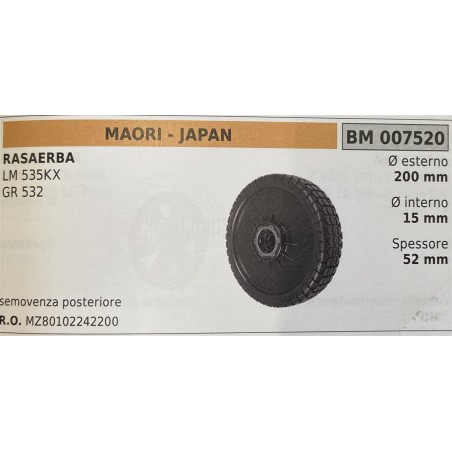 MAORI - JAPAN
BM 007520
RASAERBA
LM 535KX
GR 532
Ø esterno
200 mm
Ø interno
15 mm
Spessore
52 mm
semovenza posteriore
R.O. MZ80102242200